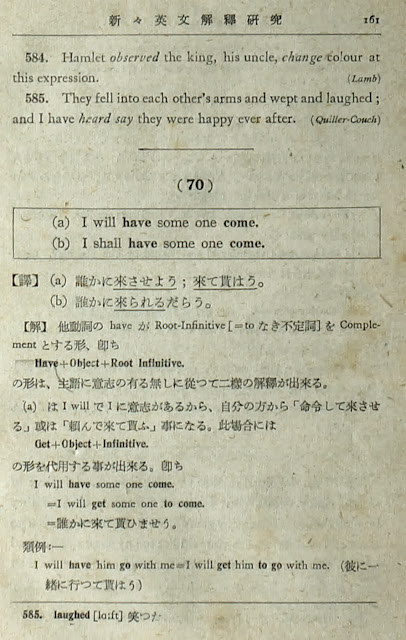 新々英文解釋硏究 161
584. Hamlet observed the king, his uncle, change colour at
this expression. (Lamb)
585. They fell into each other's arms and wept and laughed ;
and I have heard say they were happy ever after. (Quiller-Couch)
(70)
(a) I will have some one come.
(b) I shall have some one come.
【譯】 (a) 誰かに來させよう ; 來て貰はう。
(b) 誰かに來られるだらう。
【解】 他動詞の have が Root-Infinitive [=to なき不定詞] を Comple-
ment とする形、卽ち
Have+Object+Root Infinitive.
の形は、主語に意志の有る無しに從つて二樣の解釋が出來る。
(a) は I will で I に意志があるから、自分の方から「命令して來させ
る」或は「頼んで來て貰ふ」事になる。此場合には
Get+Object+Infinitive.
の形を代用する事が出來る。卽ち
I will have some one come.
=I will get some one to come.
=誰かに來て貰ひませう。
類例:—
I will have him go with me=I will get him to go with me. (彼に一
緖に行つて貰はう)
585. laughed [lɑːft] 笑つた